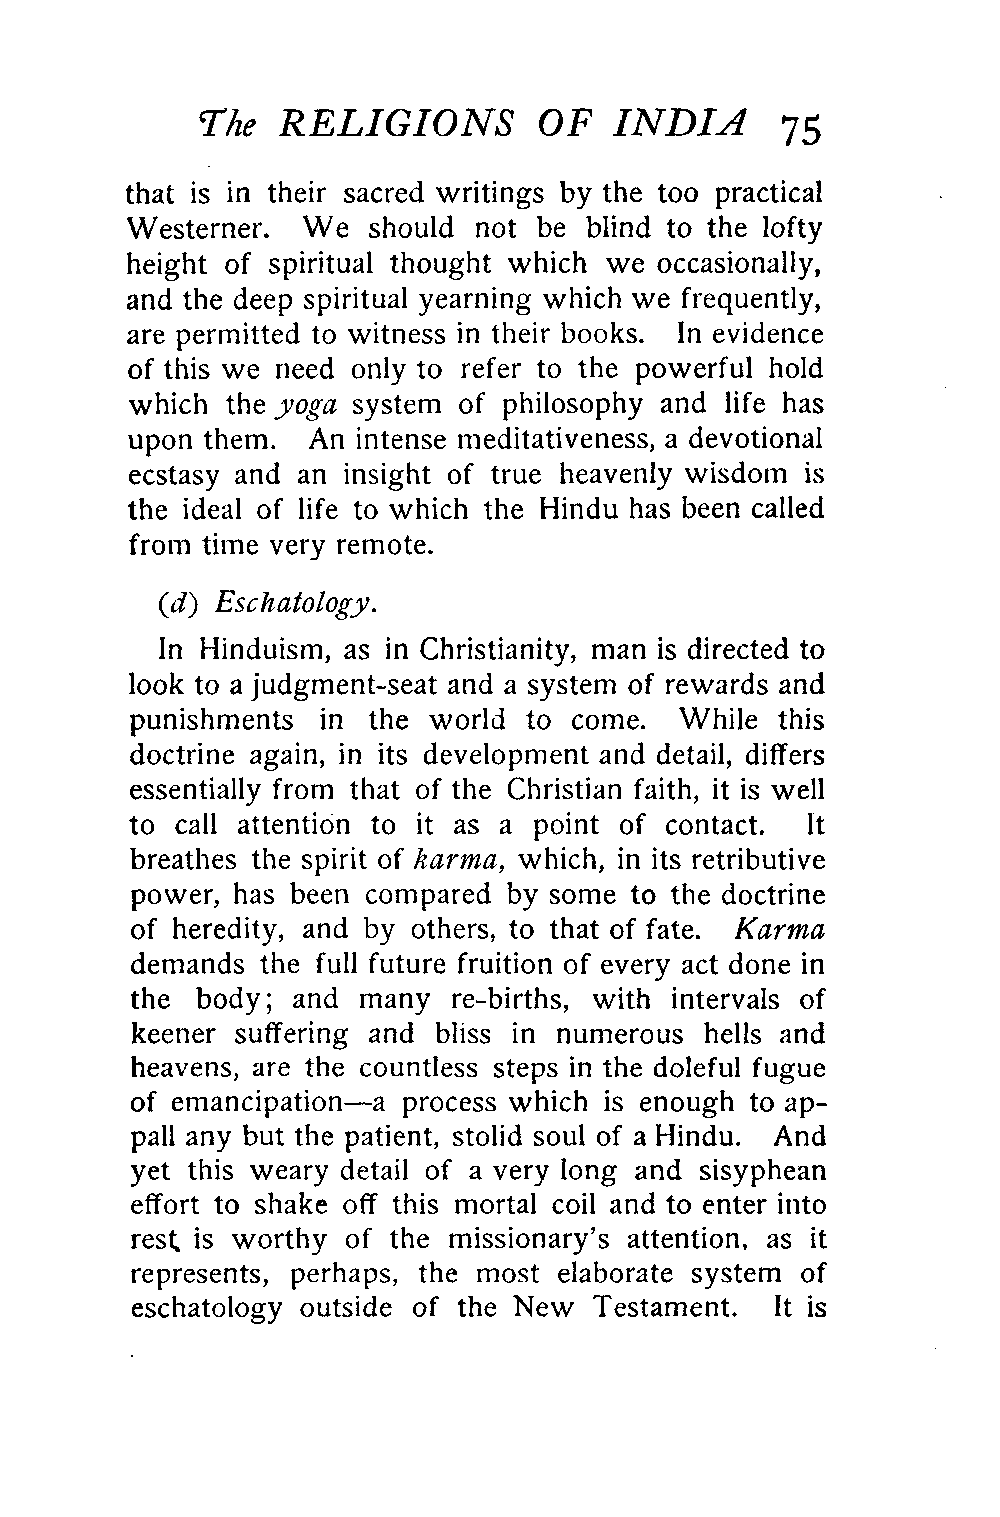 The RELIGIONS OF INDIA 75
that is in their sacred writings by the too practical
Westerner. We should not be blind to the lofty
height of spiritual thought which we occasionally,
and the deep spiritual yearning which we frequently,
are permitted to witness in their books. In evidence
of this we need only to refer to the powerful hold
which the yoga system of philosophy and life has
upon them. An intense meditativeness, a devotional
ecstasy and an insight of true heavenly wisdom is
the ideal of life to which the Hindu has been called
from time very remote.
(d) Eschatology.
In Hinduism, as in Christianity, man is directed to
look to a judgment-seat and a system of rewards and
punishments in the world to come. While this
doctrine again, in its development and detail, differs
essentially from that of the Christian faith, it is well
to call attention to it as a point of contact. It
breathes the spirit of karma, which, in its retributive
power, has been compared by some to the doctrine
of heredity, and by others, to that of fate. Karma
demands the full future fruition of every act done in
the body; and many re-births, with intervals of
keener suffering and bliss in numerous hells and
heavens, are the countless steps in the doleful fugue
of emancipation—a process which is enough to ap-
pall any but the patient, stolid soul of a Hindu. And
yet this weary detail of a very long and sisyphean
effort to shake off this mortal coil and to enter into
rest is worthy of the missionary's attention, as it
represents, perhaps, the most elaborate system of
eschatology outside of the New Testament. It is